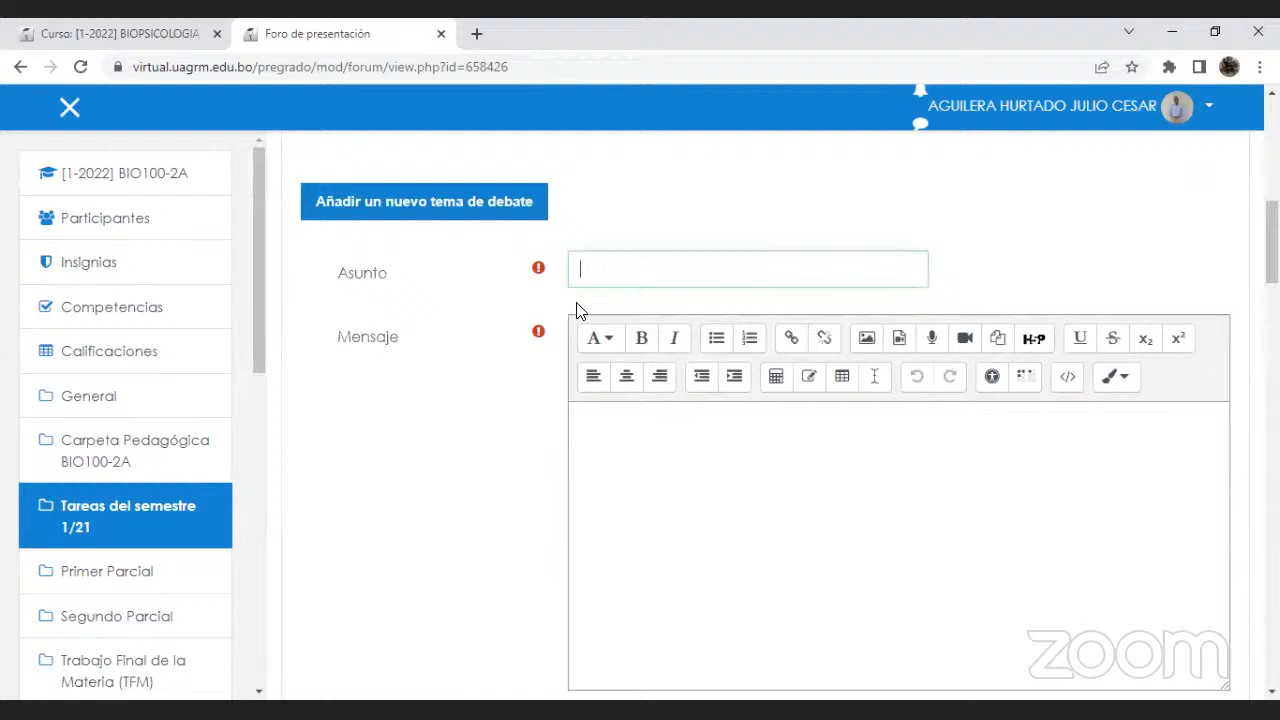 Curso: [1-2022] BIOPSICOLOGIA
Foro de presentación
virtual.uagrm.edu.bo/pregrado/mod/forum/view.php?id=658426
AGUILERA HURTADO JULIO CESAR
[1-2022] BIO100-2A
Participantes
Insignias
Competencias
Calificaciones
General
Carpeta Pedagógica
BIO100-2A
Tareas del semestre
1/21
Primer Parcial
Segundo Parcial
Trabajo Final de la
Materia (TFM)
Añadir un nuevo tema de debate
Asunto
Mensaje
A B I H-P U S x₂ x²
zoom